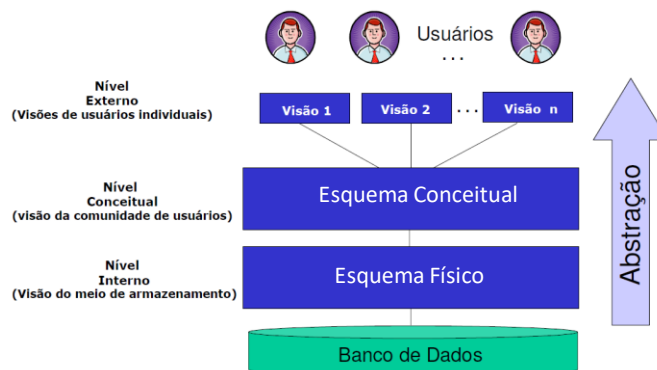 Usuários
...
Nível
Externo
(Visões de usuários individuais)
Visão 1
Visão 2
...
Visão n
Nível
Conceitual
(visão da comunidade de usuários)
Esquema Conceitual
Nível
Interno
(Visão do meio de armazenamento)
Esquema Físico
Banco de Dados
Abstração